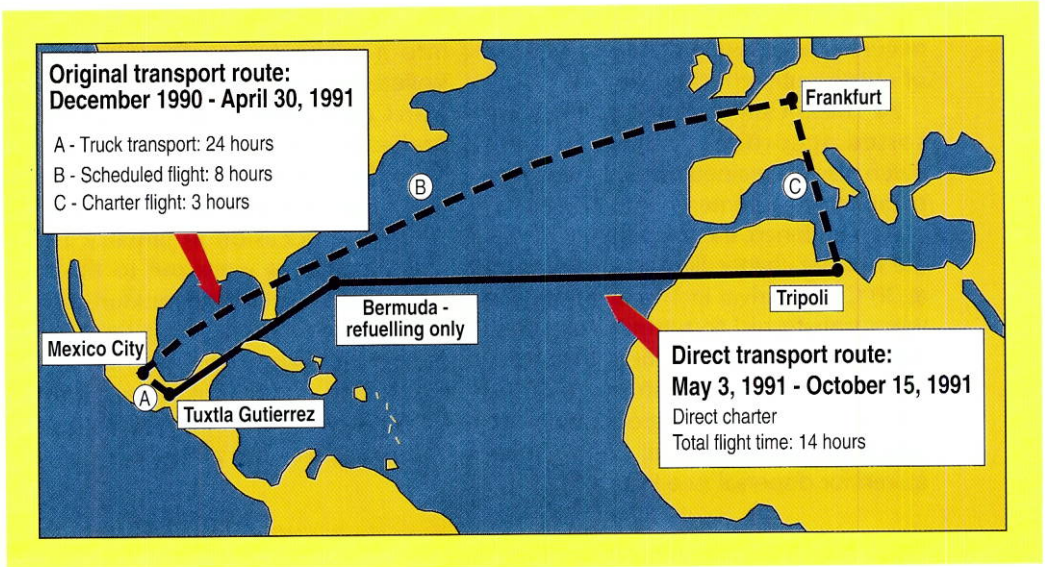 Original transport route:
December 1990 - April 30, 1991
A - Truck transport: 24 hours
B - Scheduled flight: 8 hours
C - Charter flight: 3 hours
Frankfurt
B
C
Bermuda -
refuelling only
Tripoli
Mexico City
A
Tuxtla Gutierrez
Direct transport route:
May 3, 1991 - October 15, 1991
Direct charter
Total flight time: 14 hours